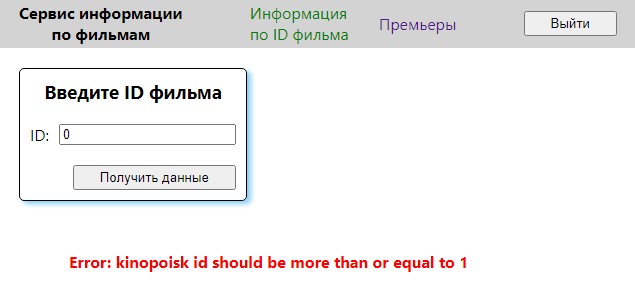 Сервис информации
по фильмам
Информация
по ID фильма
Премьеры
Выйти
Введите ID фильма
ID: 0
Получить данные
Error: kinopoisk id should be more than or equal to 1